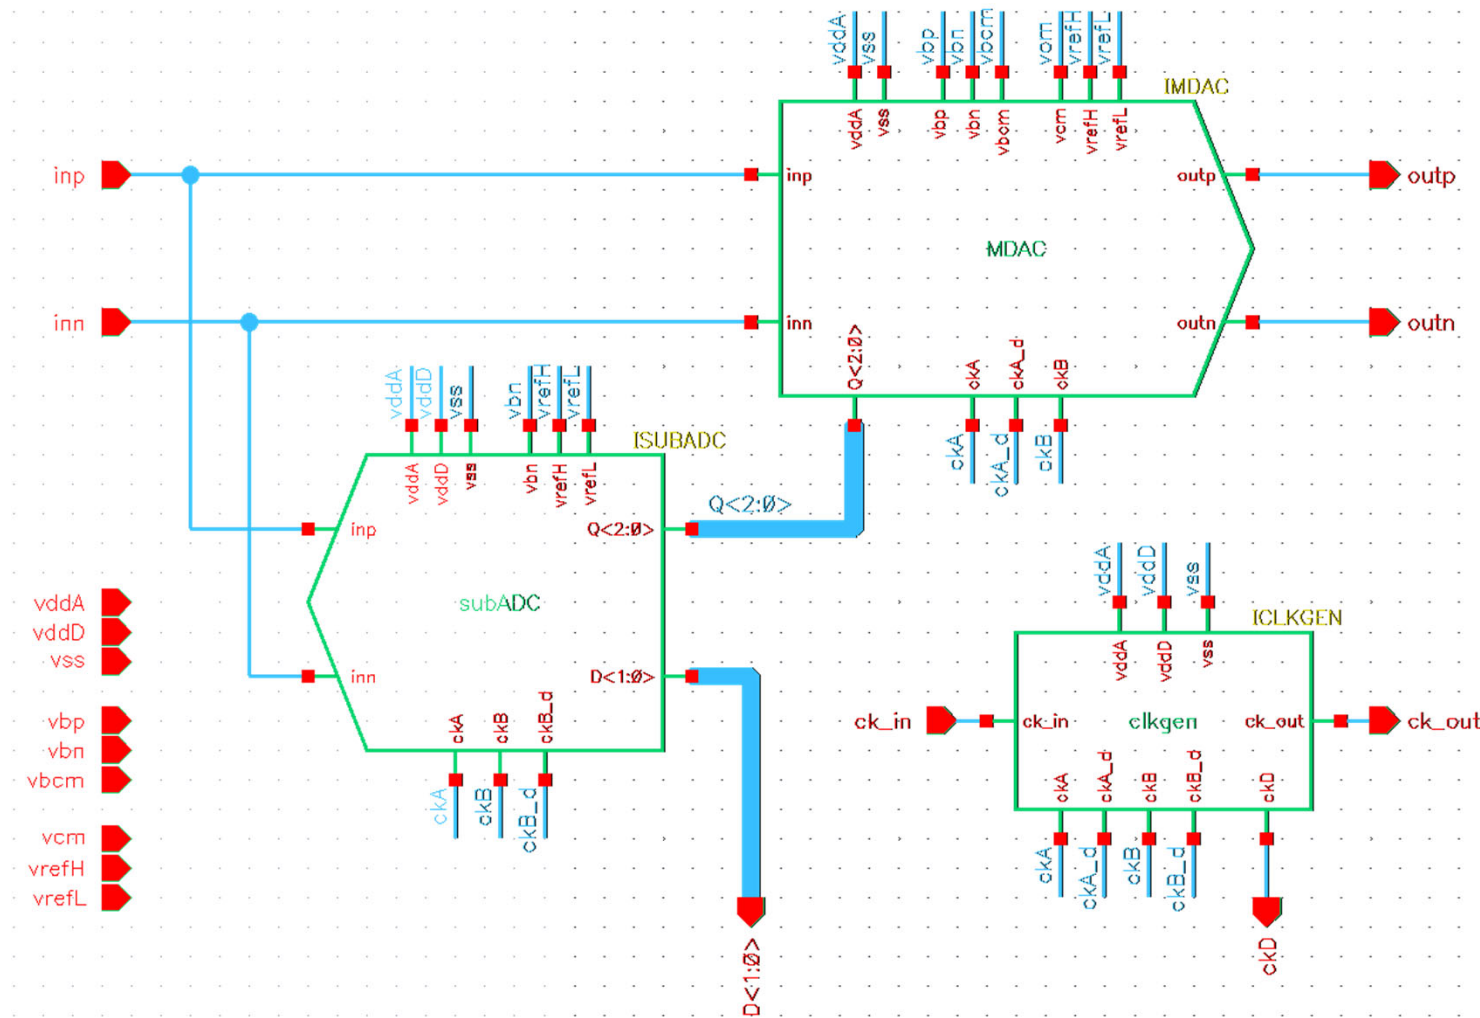 vddA
vss
vbp
vbn
vbcm
vcm
vrefH
vrefL
IMDAC
vddA
vss
vbp
vbn
vbcm
vcm
vrefH
vrefL
inp
inp
outp
outp
MDAC
inn
inn
outn
outn
Q<2:0>
ckA
ckA_d
ckB
ckA
ckA_d
ckB
vddA
vddD
vss
vbn
vrefH
vrefL
ISUBADC
vddA
vddD
vss
vbn
vrefH
vrefL
Q<2:0>
inp
Q<2:0>
subADC
inn
D<1:0>
ckA
ckB
ckB_d
ckA
ckB
ckB_d
D<1:0>
vddA
vddD
vss
vbp
vbn
vbcm
vcm
vrefH
vrefL
vddA
vddD
vss
ICLKGEN
vddA
vddD
vss
ck_in
ck_in
clkgen
ck_out
ck_out
ckA
ckA_d
ckB
ckB_d
ckD
ckA
ckA_d
ckB
ckB_d
ckD